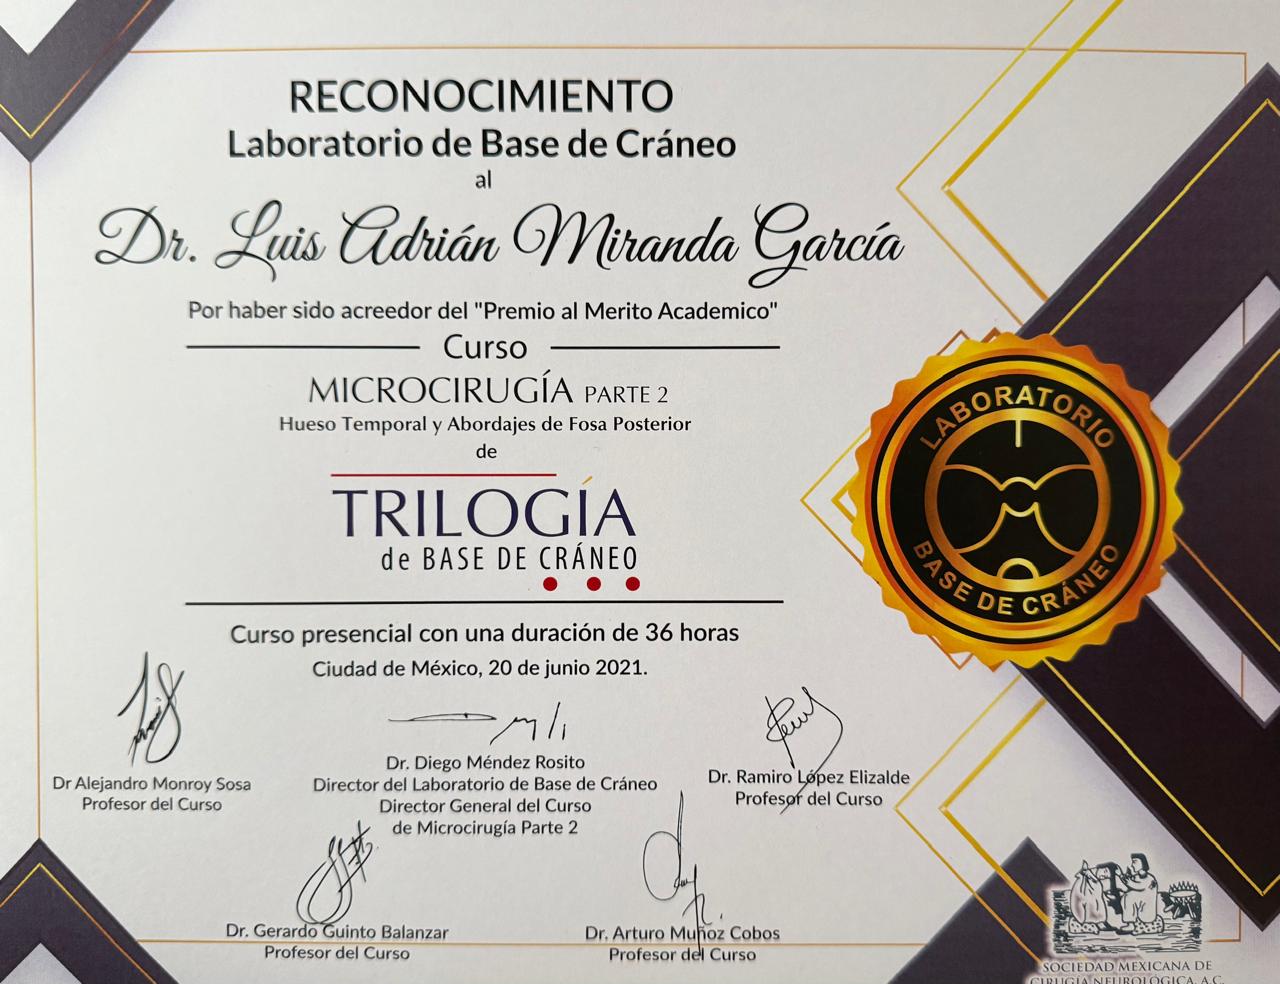 RECONOCIMIENTO
Laboratorio de Base de Cráneo
al
Dr. Luis Adrián Miranda García
Por haber sido acreedor del "Premio al Merito Academico"
Curso
MICROCIRUGÍA PARTE 2
Hueso Temporal y Abordajes de Fosa Posterior
de
TRILOGÍA
de BASE DE CRÁNEO
LABORATORIO
BASE DE CRÁNEO
Curso presencial con una duración de 36 horas
Ciudad de México, 20 de junio 2021.
Dr Alejandro Monroy Sosa
Profesor del Curso
Dr. Diego Méndez Rosito
Director del Laboratorio de Base de Cráneo
Director General del Curso
de Microcirugía Parte 2
Dr. Ramiro López Elizalde
Profesor del Curso
Dr. Gerardo Guinto Balanzar
Profesor del Curso
Dr. Arturo Muñoz Cobos
Profesor del Curso
SOCIEDAD MEXICANA DE
CIRUGÍA NEUROLÓGICA, A.C.